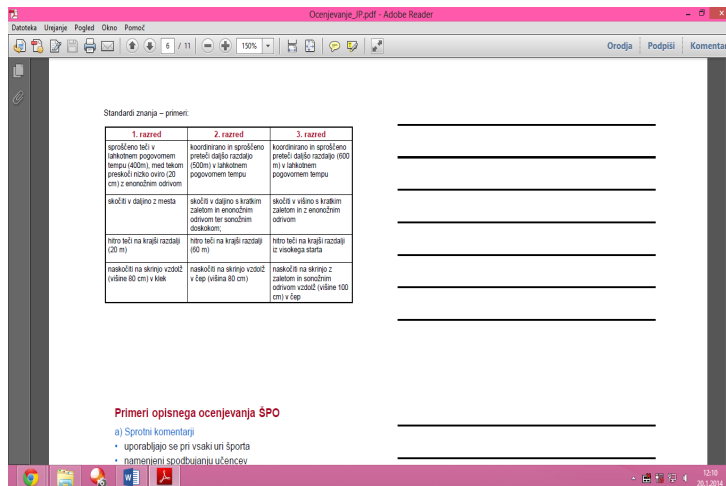 Ocenjevanje_JP.pdf - Adobe Reader
Datoteka Urejanje Pogled Okno Pomoč
6 / 11 150% Orodja Podpiši Komentar
Standardi znanja – primeri:
1. razred 2. razred 3. razred
sproščeno teči v
lahkotnem pogovornem
tempu (400m), med tekom
preskoči nizko oviro (20
cm) z enonožnim odrivom
koordinirano in sproščeno
preteči daljšo razdaljo
(500m) v lahkotnem
pogovornem tempu
koordinirano in sproščeno
preteči daljšo razdaljo (600
m) v lahkotnem
pogovornem tempu
skočiti v daljino z mesta
skočiti v daljino s kratkim
zaletom in enonožnim
odrivom ter sonožnim
doskokom;
skočiti v višino s kratkim
zaletom in z enonožnim
odrivom
hitro teči na krajši razdalji
(20 m)
hitro teči na krajši razdalji
(60 m)
hitro teči na krajši razdalji
iz visokega starta
naskočiti na skrinjo vzdolž
(višine 80 cm) v klek
naskočiti na skrinjo vzdolž
v čep (višina 80 cm)
naskočiti na skrinjo z
zaletom in sonožnim
odrivom vzdolž (višine 100
cm) v čep
Primeri opisnega ocenjevanja ŠPO
a) Sprotni komentarji
• uporabljajo se pri vsaki uri športa
• namenjeni spodbujanju učencev
12:10
20.1.2014